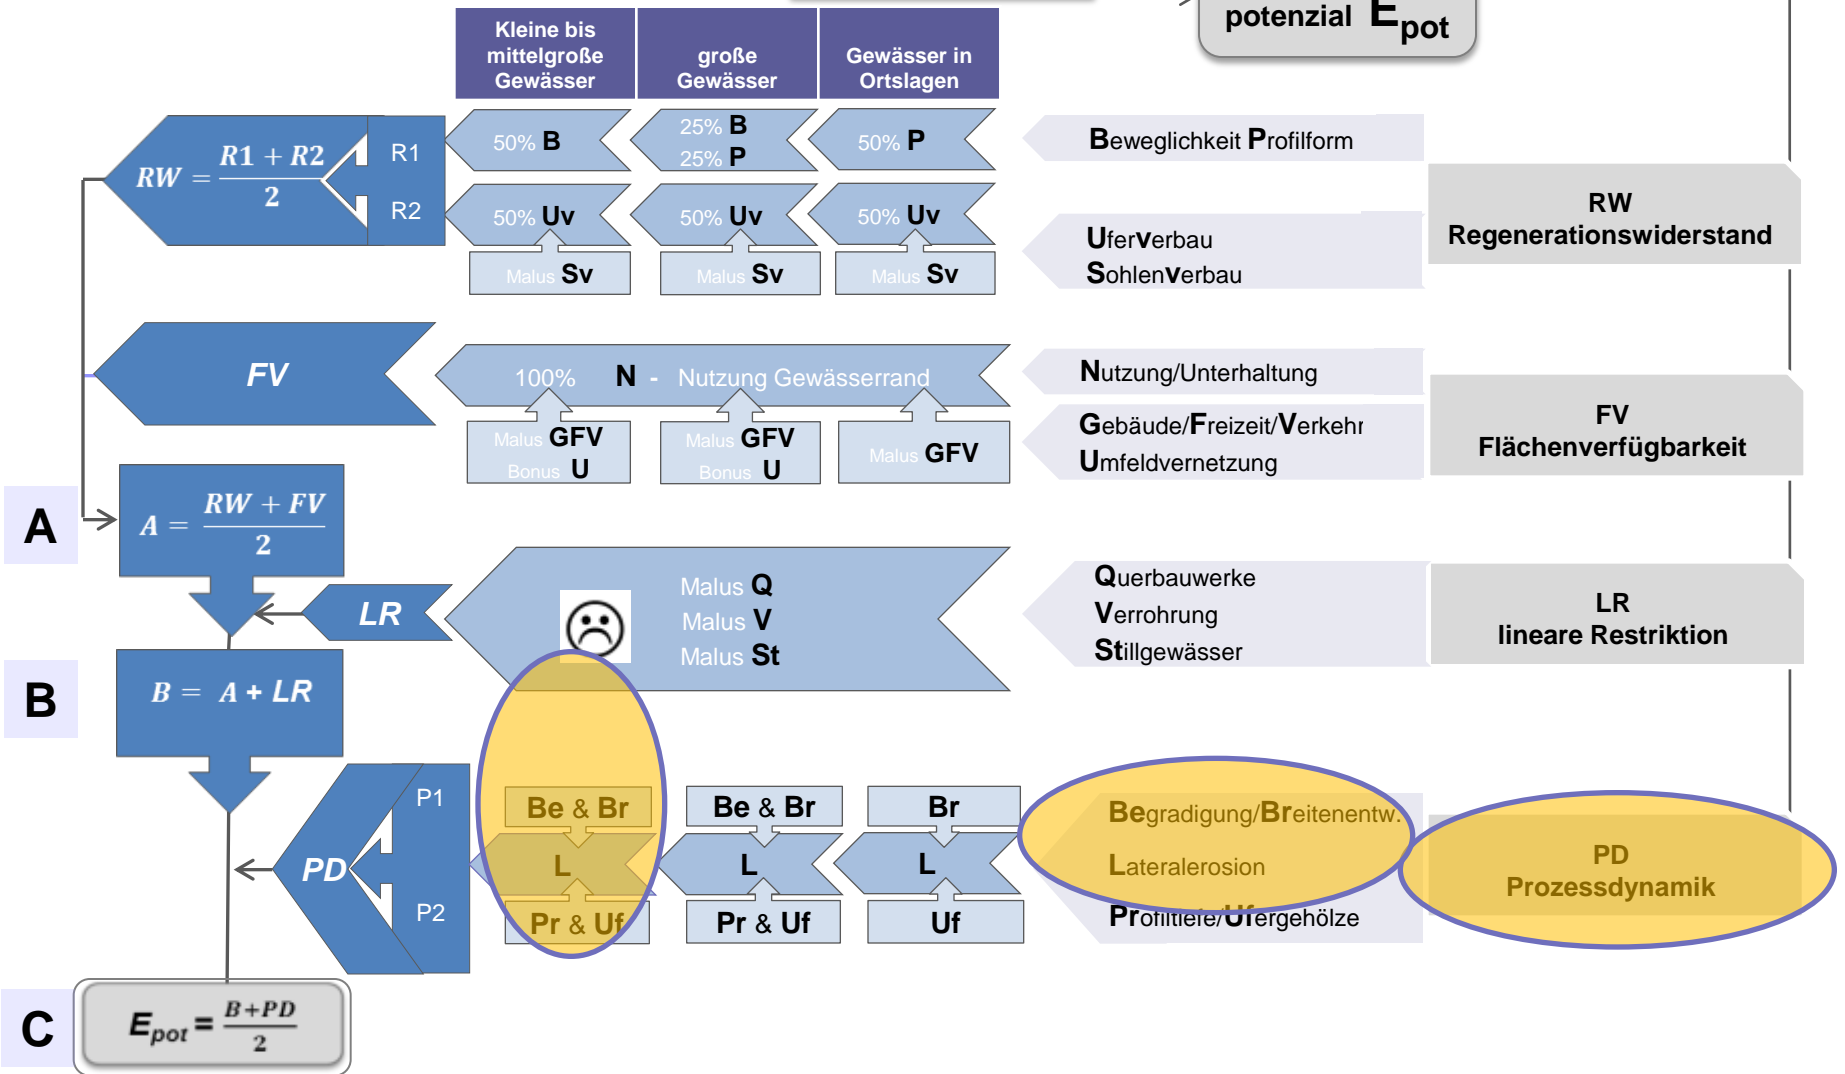 potenzial Epot
Kleine bis
mittelgroße
Gewässer
große
Gewässer
Gewässer in
Ortslagen
RW = (R1 + R2) / 2
R1
R2
50% B
25% B
25% P
50% P
Beweglichkeit Profilform
50% Uv
50% Uv
50% Uv
Malus Sv
Malus Sv
Malus Sv
Uferverbau
Sohlenverbau
RW
Regenerationswiderstand
FV
100% N - Nutzung Gewässerrand
Malus GFV
Bonus U
Malus GFV
Bonus U
Malus GFV
Nutzung/Unterhaltung
Gebäude/Freizeit/Verkehr
Umfeldvernetzung
FV
Flächenverfügbarkeit
A
A = (RW + FV) / 2
LR
Malus Q
Malus V
Malus St
Querbauwerke
Verrohrung
Stillgewässer
LR
lineare Restriktion
B
B = A + LR
PD
P1
P2
Be & Br
Be & Br
Br
L
L
L
Pr & Uf
Pr & Uf
Uf
Begradigung/Breitenentw.
Lateralerosion
Profiltiefe/Ufergehölze
PD
Prozessdynamik
C
Epot = (B+PD) / 2